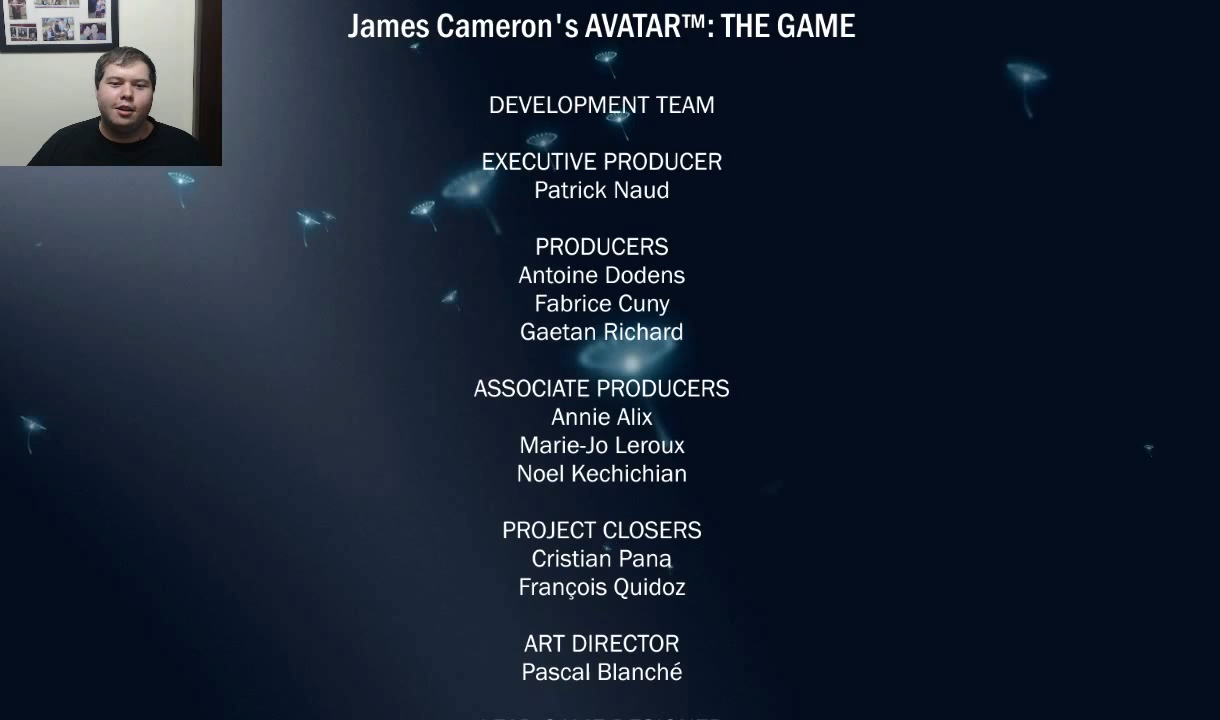 James Cameron's AVATAR™: THE GAME
DEVELOPMENT TEAM
EXECUTIVE PRODUCER
Patrick Naud
PRODUCERS
Antoine Dodens
Fabrice Cuny
Gaetan Richard
ASSOCIATE PRODUCERS
Annie Alix
Marie-Jo Leroux
Noel Kechichian
PROJECT CLOSERS
Cristian Pana
François Quidoz
ART DIRECTOR
Pascal Blanché